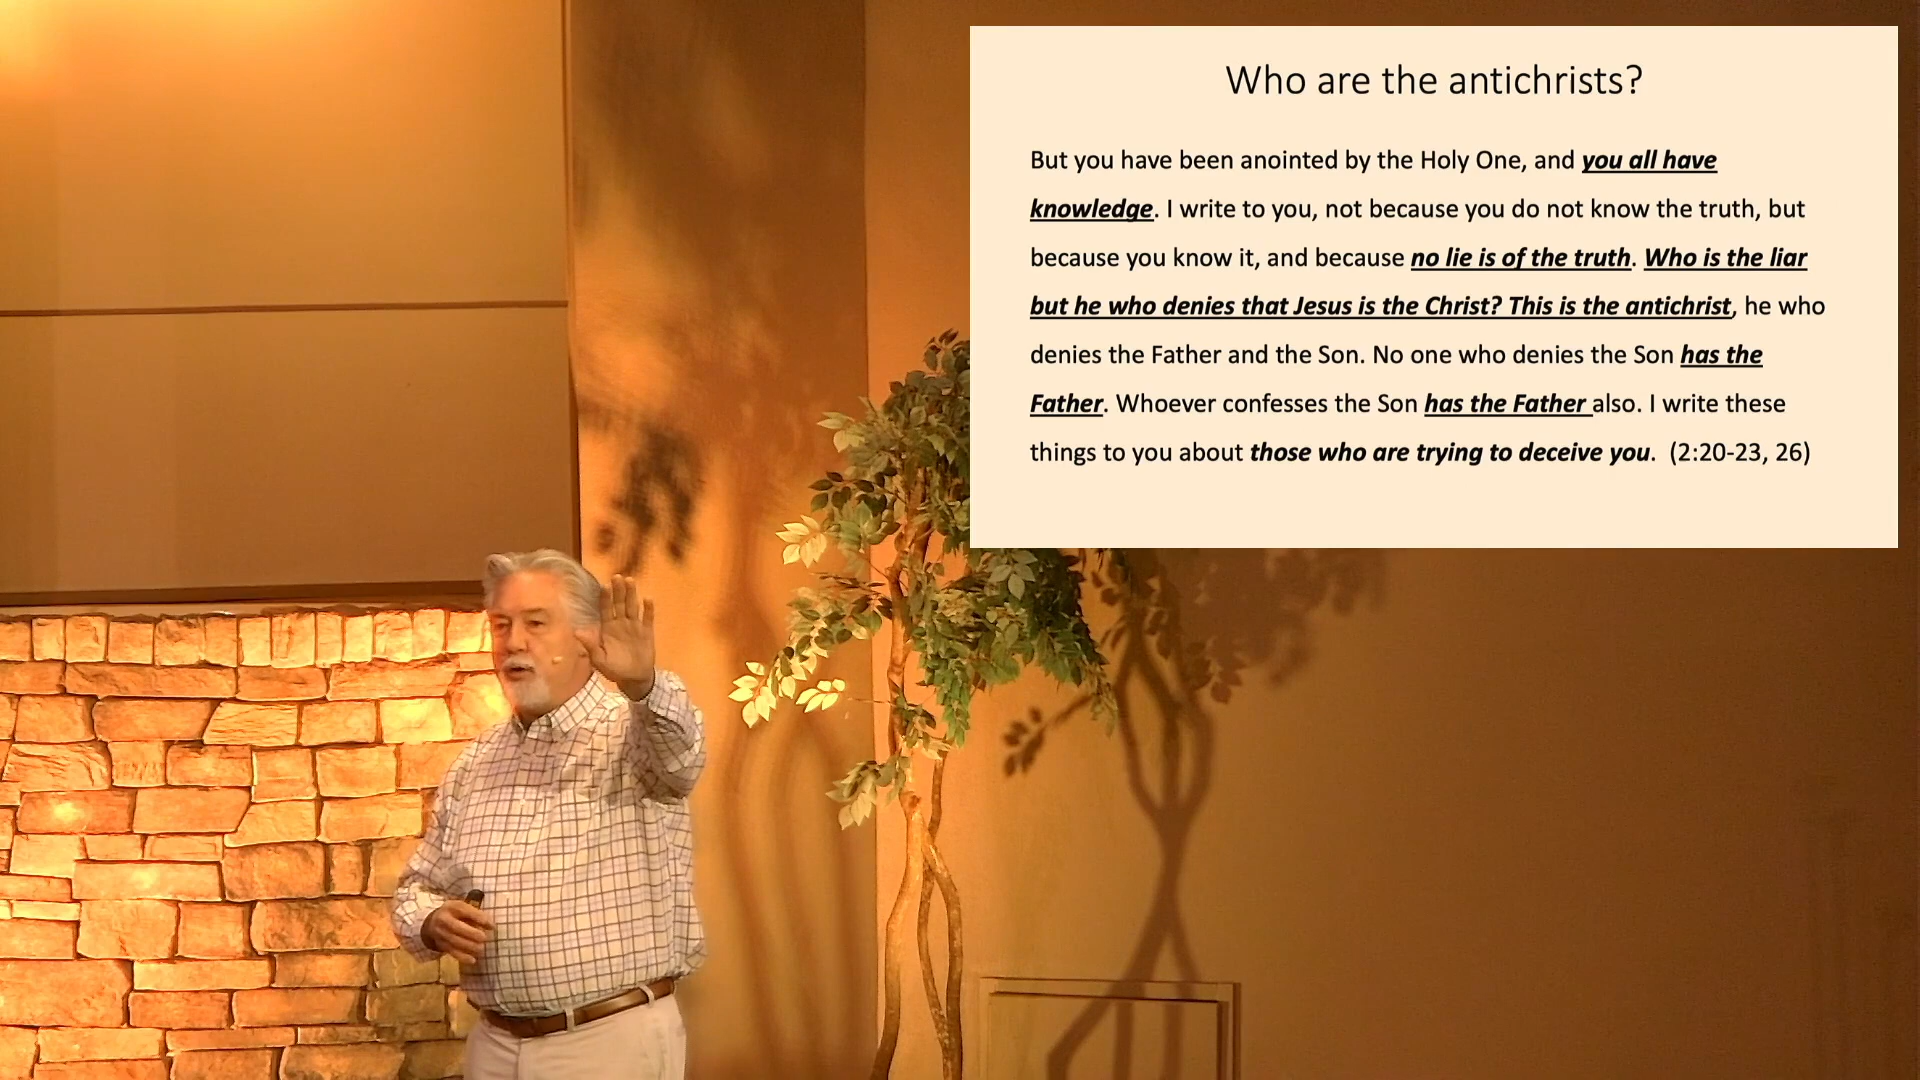 Who are the antichrists?
But you have been anointed by the Holy One, and you all have
knowledge. I write to you, not because you do not know the truth, but
because you know it, and because no lie is of the truth. Who is the liar
but he who denies that Jesus is the Christ? This is the antichrist, he who
denies the Father and the Son. No one who denies the Son has the
Father. Whoever confesses the Son has the Father also. I write these
things to you about those who are trying to deceive you. (2:20-23, 26)